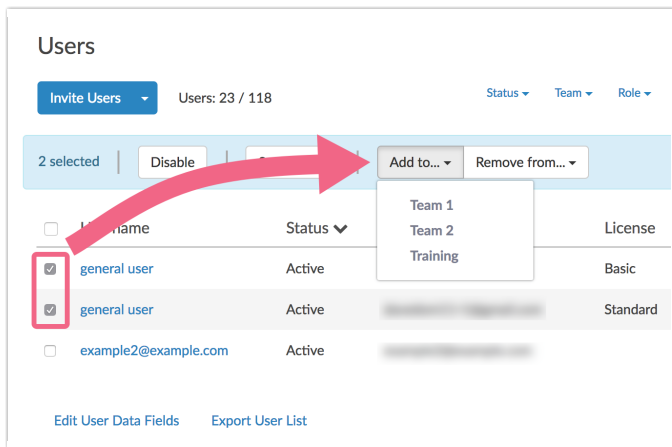 Users
Invite Users Users: 23 / 118 Status Team Role
2 selected Disable Add to... Remove from...
Team 1
Team 2
Training
Status License
general user Active Basic
general user Active Standard
example2@example.com Active
Edit User Data Fields Export User List